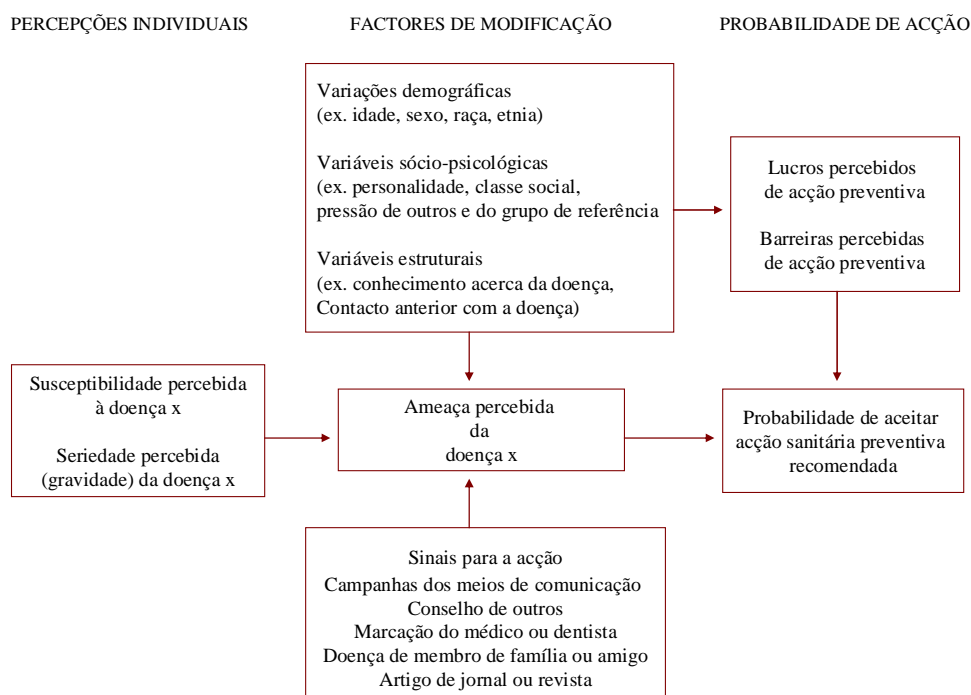 PERCEPÇÕES INDIVIDUAIS
FACTORES DE MODIFICAÇÃO
PROBABILIDADE DE ACÇÃO
Variações demográficas
(ex. idade, sexo, raça, etnia)
Variáveis sócio-psicológicas
(ex. personalidade, classe social,
pressão de outros e do grupo de referência
Variáveis estruturais
(ex. conhecimento acerca da doença,
Contacto anterior com a doença)
Lucros percebidos
de acção preventiva
Barreiras percebidas
de acção preventiva
Susceptibilidade percebida
à doença x
Seriedade percebida
(gravidade) da doença x
Ameaça percebida
da
doença x
Probabilidade de aceitar
acção sanitária preventiva
recomendada
Sinais para a acção
Campanhas dos meios de comunicação
Conselho de outros
Marcação do médico ou dentista
Doença de membro de família ou amigo
Artigo de jornal ou revista